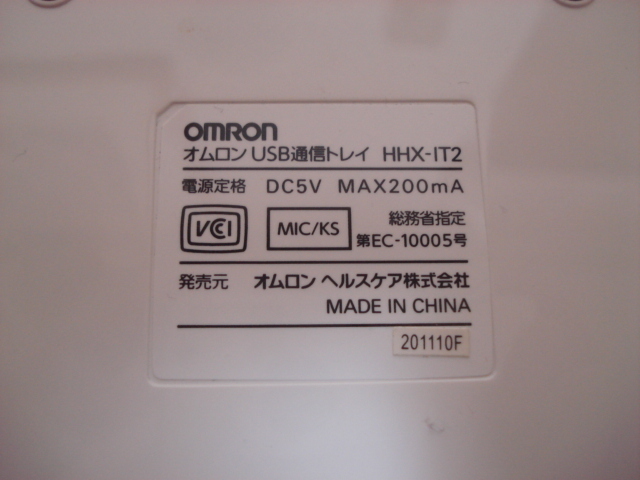 OMRON
オムロン USB通信トレイ HHX-IT2
電源定格 DC5V MAX200mA
VCCI MIC/KS 総務省指定
第EC-10005号
発売元 オムロン ヘルスケア株式会社
MADE IN CHINA
201110F